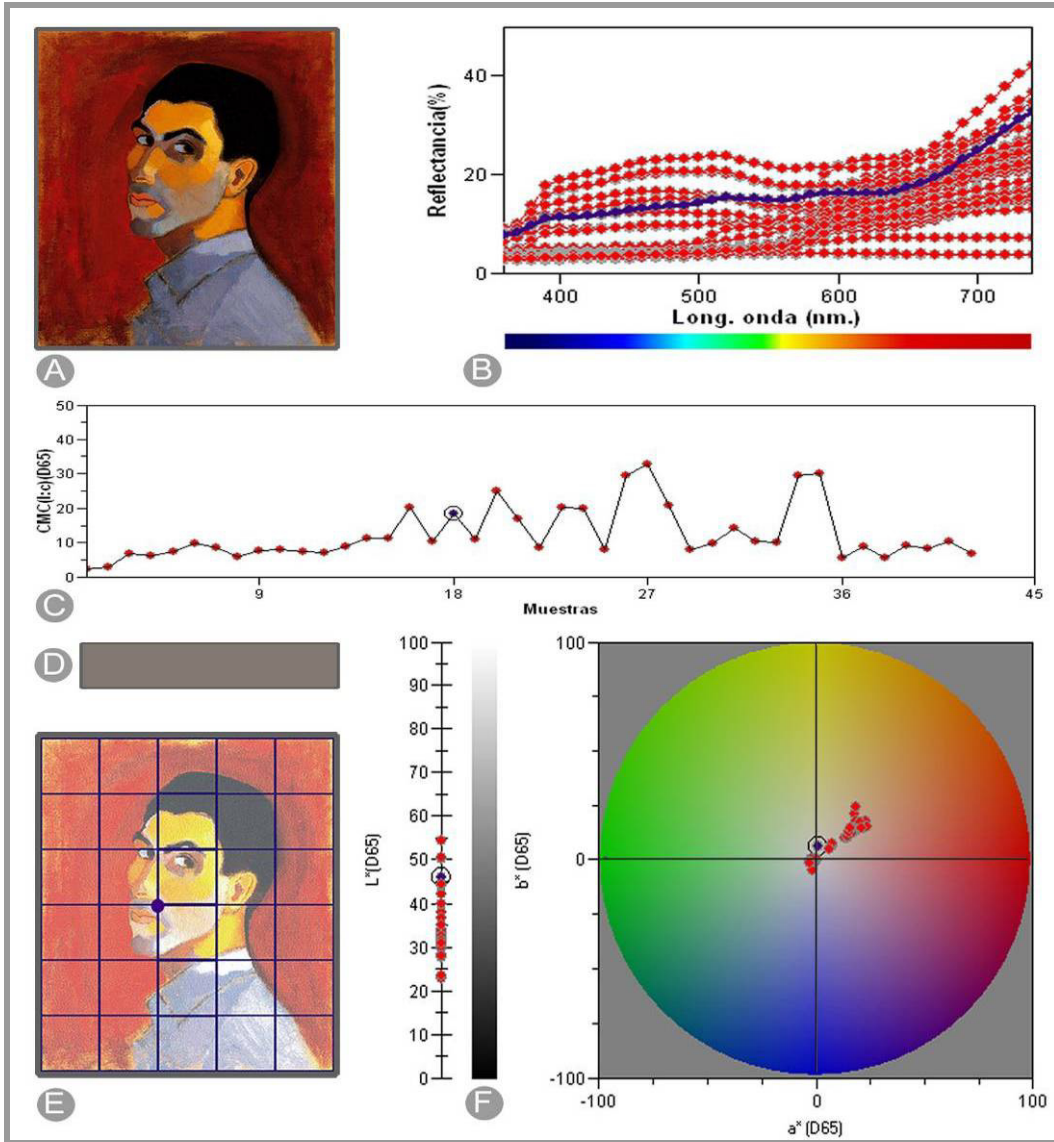 A
Reflectancia(%)
40
20
0
400 500 600 700
Long. onda (nm.)
B
CMC(l:c)(D65)
50
40
30
20
10
0
9 18 27 36 45
Muestras
C
D
E
L*(D65)
100
90
80
70
60
50
40
30
20
10
0
F
b* (D65)
100
0
-100
-100 0 100
a* (D65)